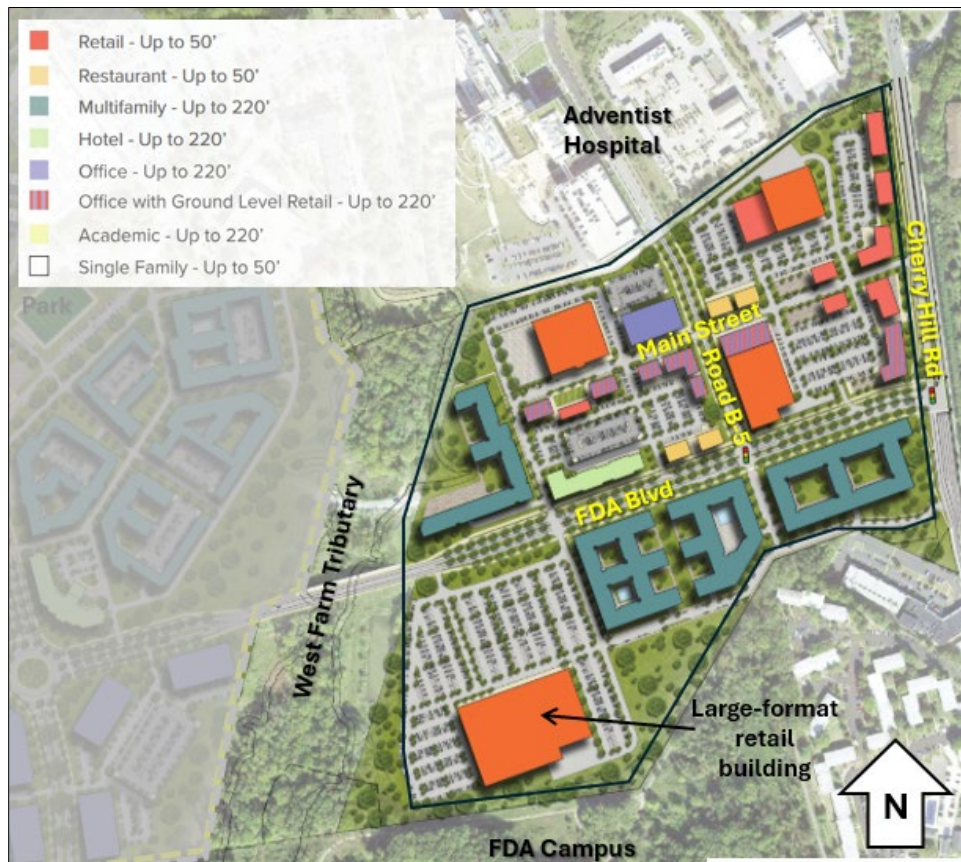 Retail - Up to 50'
Restaurant - Up to 50'
Multifamily - Up to 220'
Hotel - Up to 220'
Office - Up to 220'
Office with Ground Level Retail - Up to 220'
Academic - Up to 220'
Single Family - Up to 50'
Adventist
Hospital
Park
Cherry Hill Rd
Main Street
Road B-5
FDA Blvd
West Farm Tributary
Large-format
retail
building
N
FDA Campus